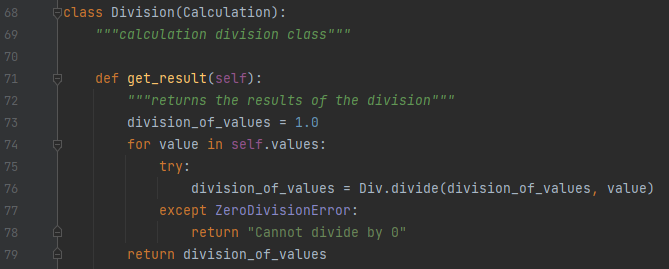 68 class Division(Calculation):
69     """calculation division class"""
70
71     def get_result(self):
72         """returns the results of the division"""
73         division_of_values = 1.0
74         for value in self.values:
75             try:
76                 division_of_values = Div.divide(division_of_values, value)
77             except ZeroDivisionError:
78                 return "Cannot divide by 0"
79         return division_of_values